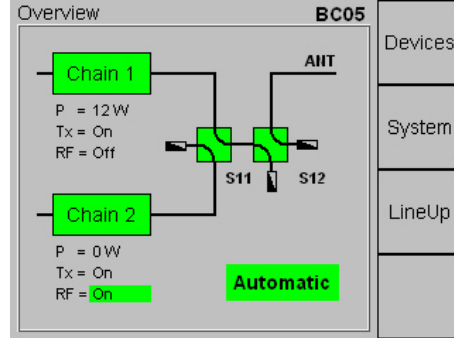 Overview
BC05
Devices
ANT
Chain 1
P = 12 W
Tx = On
RF = Off
System
S11
S12
Chain 2
LineUp
P = 0 W
Tx = On
RF = On
Automatic